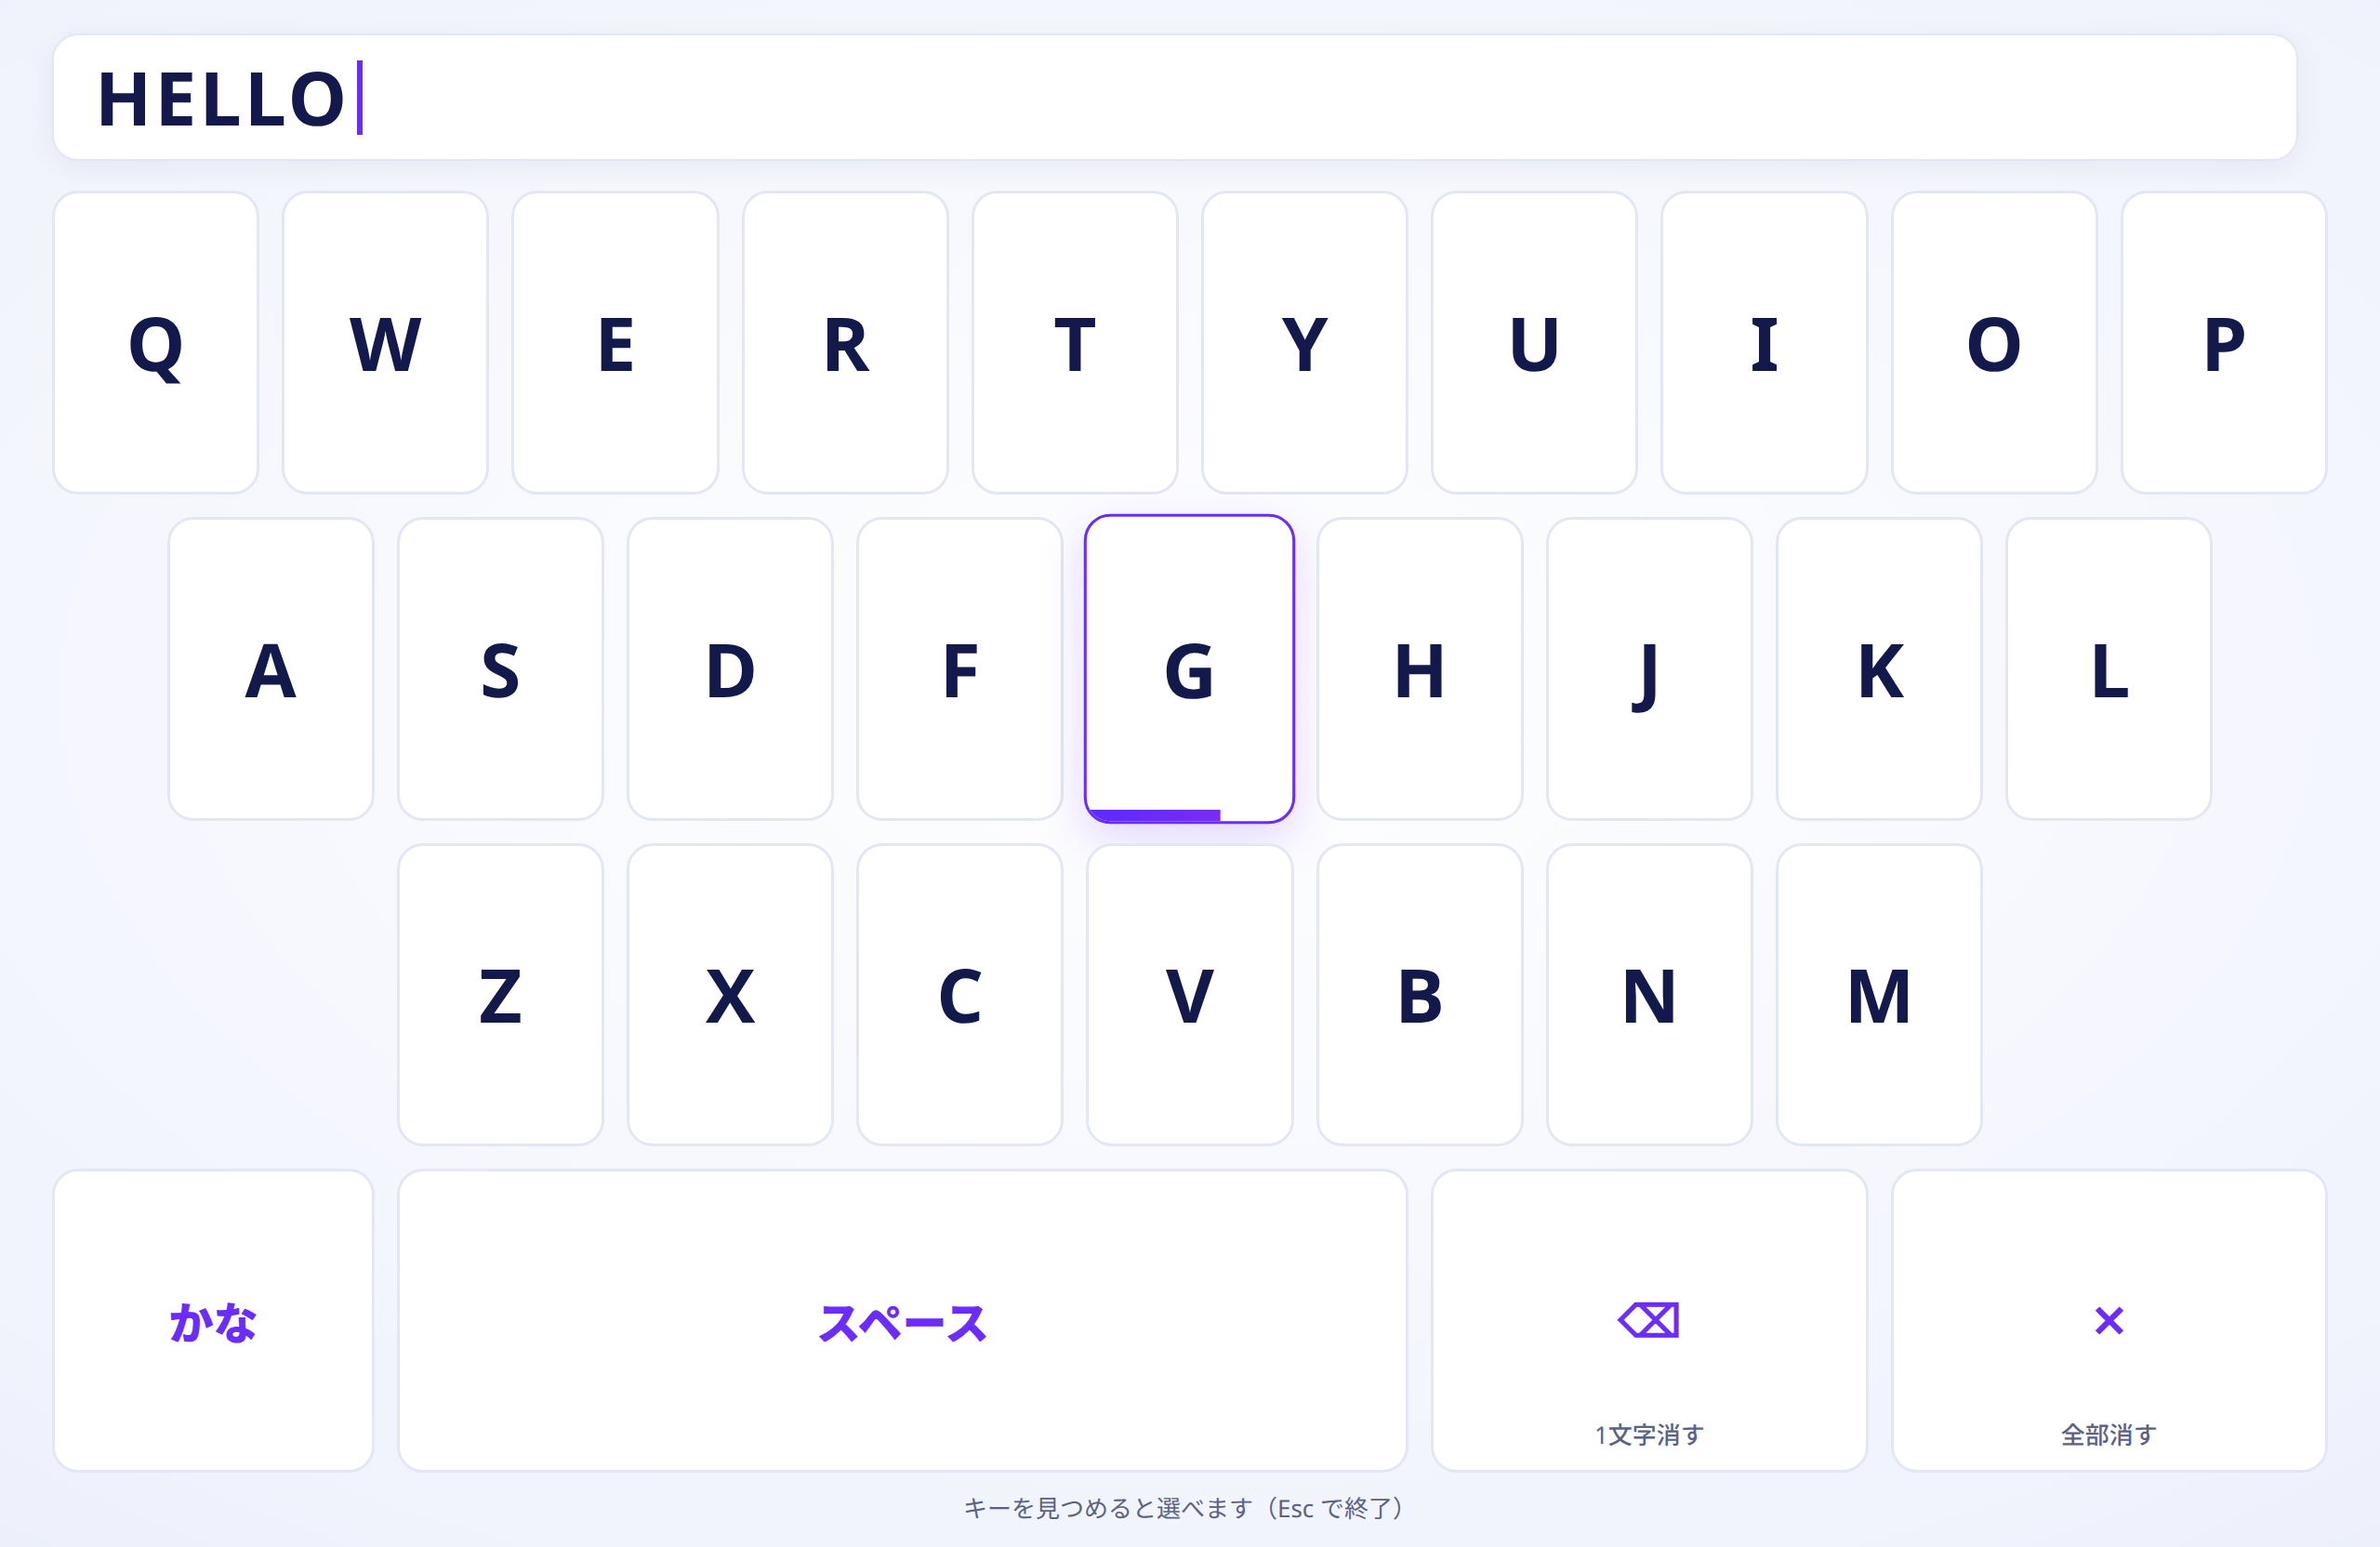 HELLO
Q W E R T Y U I O P
A S D F G H J K L
Z X C V B N M
かな スペース ⌫ ×
1文字消す 全部消す
キーを見つめると選べます（Esc で終了）